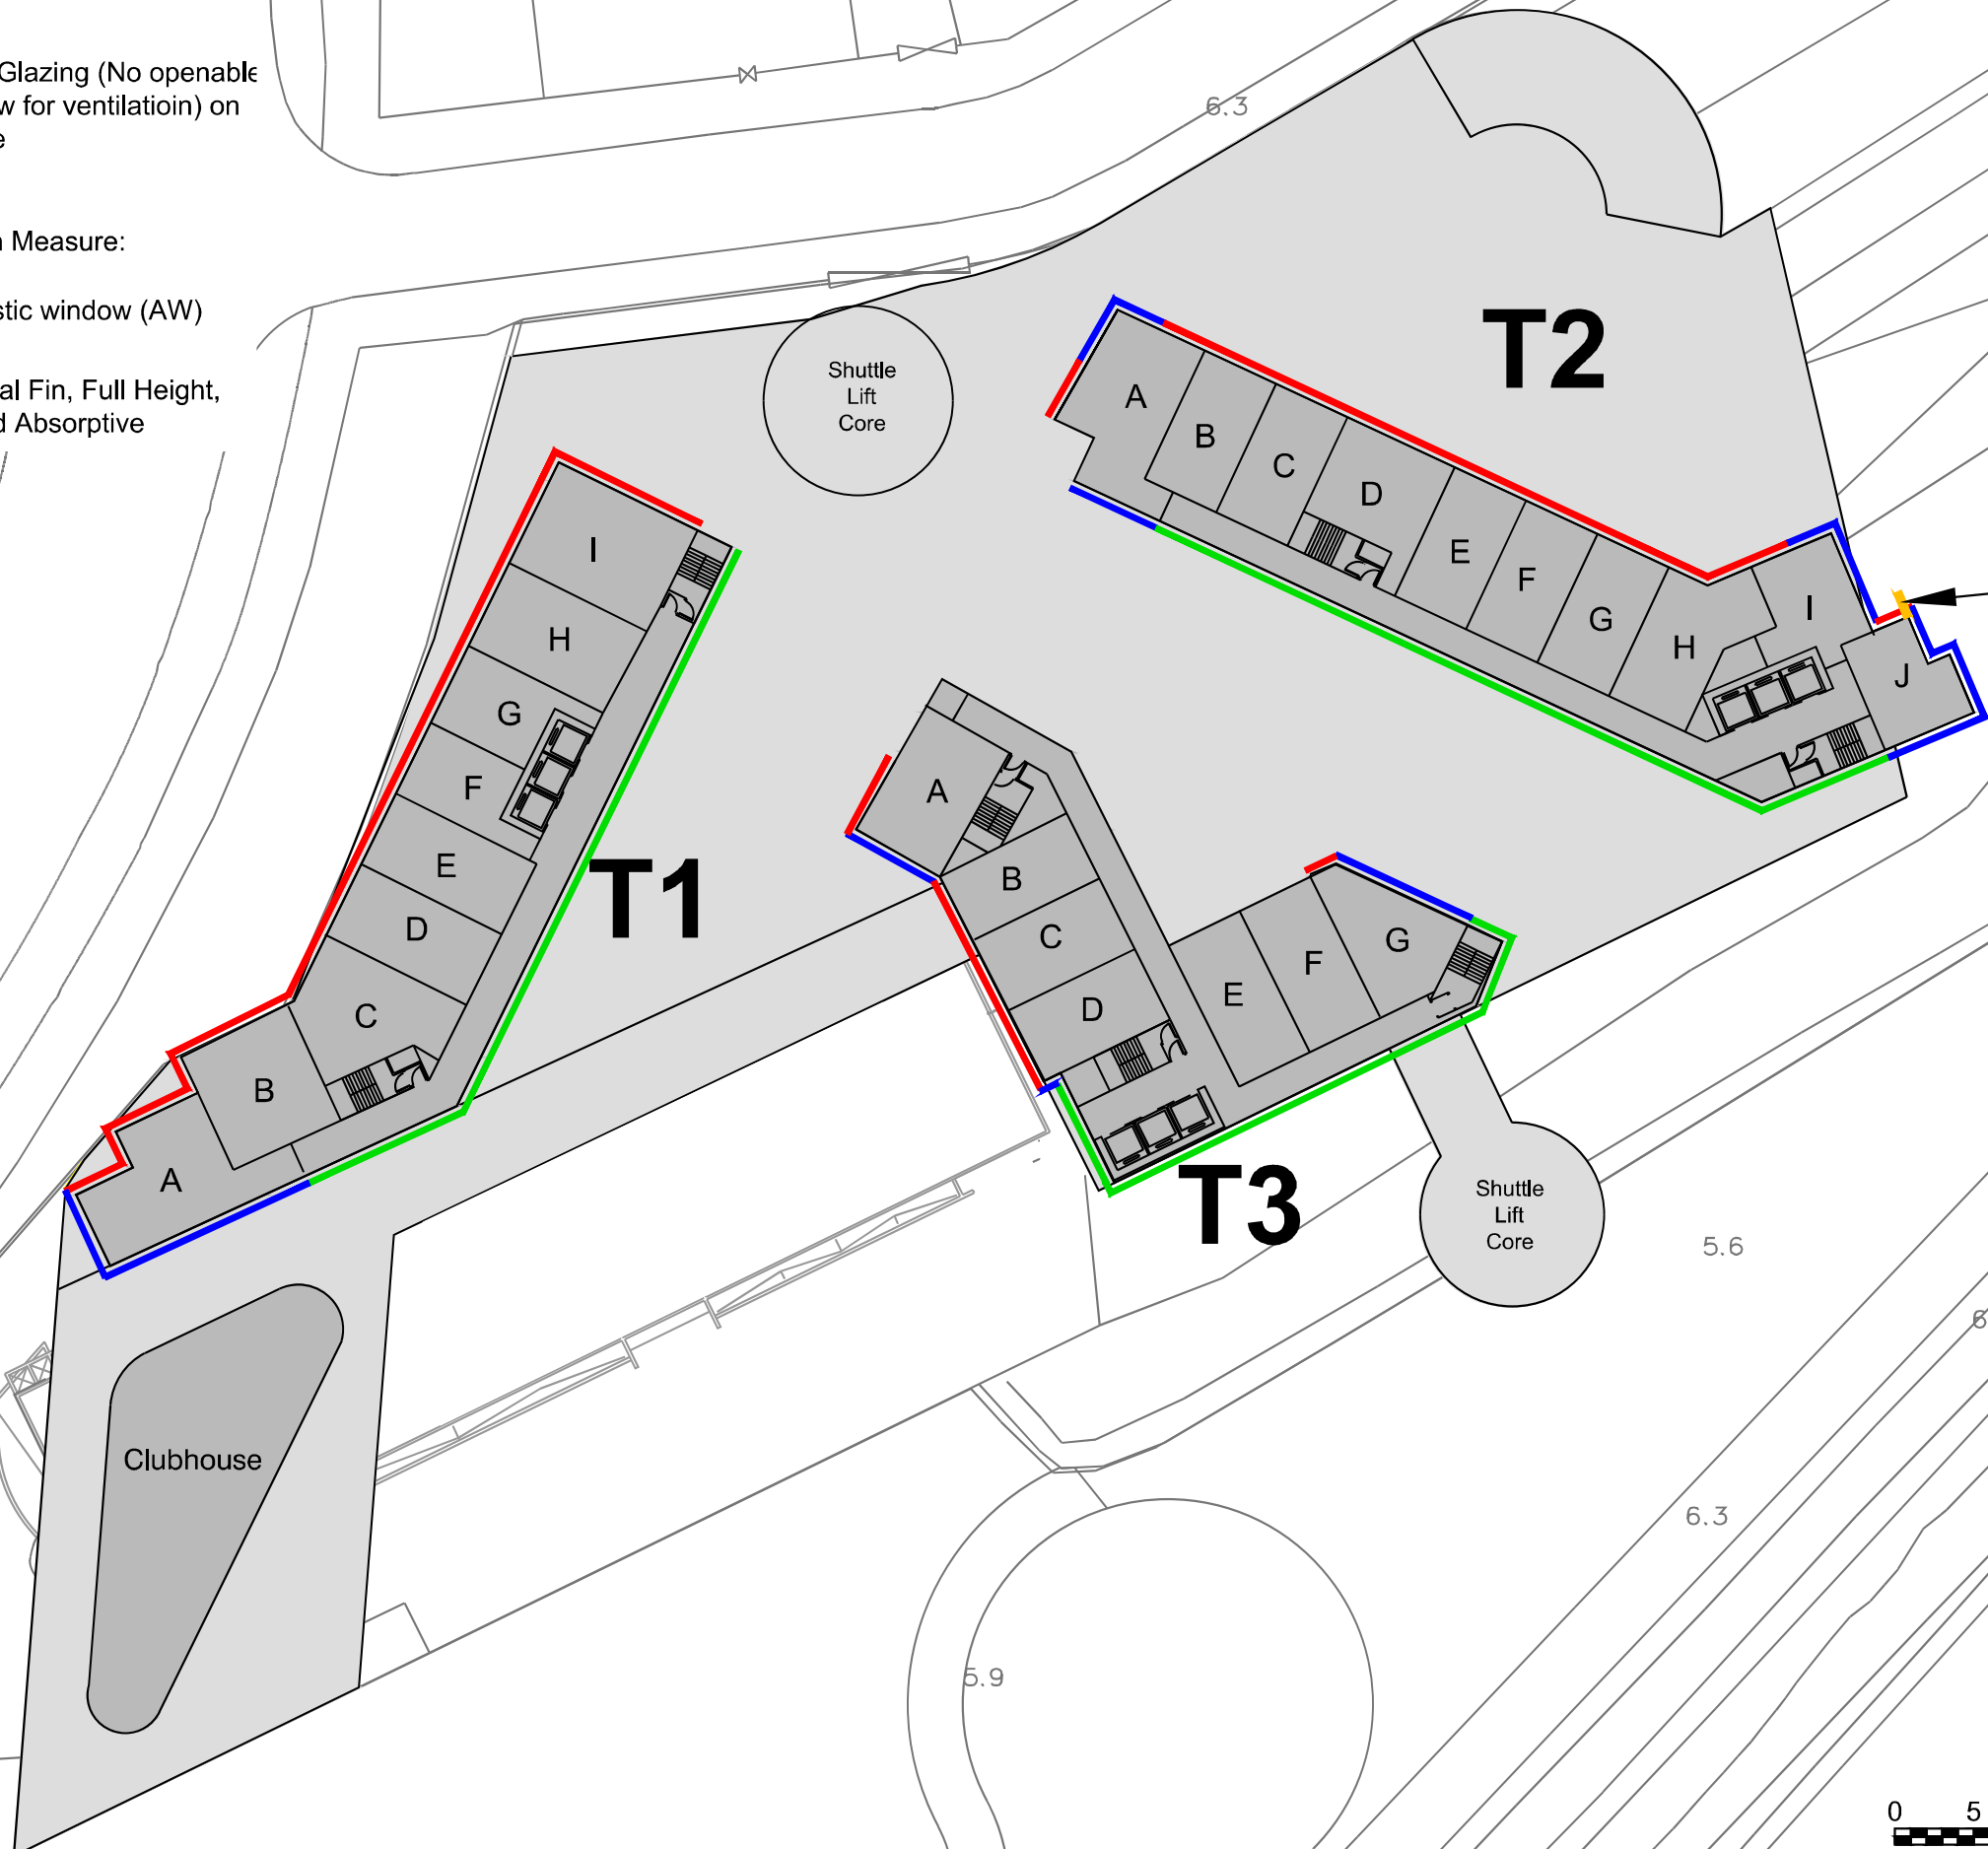 Glazing (No openable
w for ventilatioin) on
e
n Measure:
stic window (AW)
al Fin, Full Height,
d Absorptive
6.3
T2
Shuttle
Lift
Core
A
B
C
D
E
F
G
H
I
J
I
H
G
F
E
D
C
B
A
T1
A
B
C
D
E
F
G
T3
Shuttle
Lift
Core
5.6
6
Clubhouse
6.3
5.9
0 5